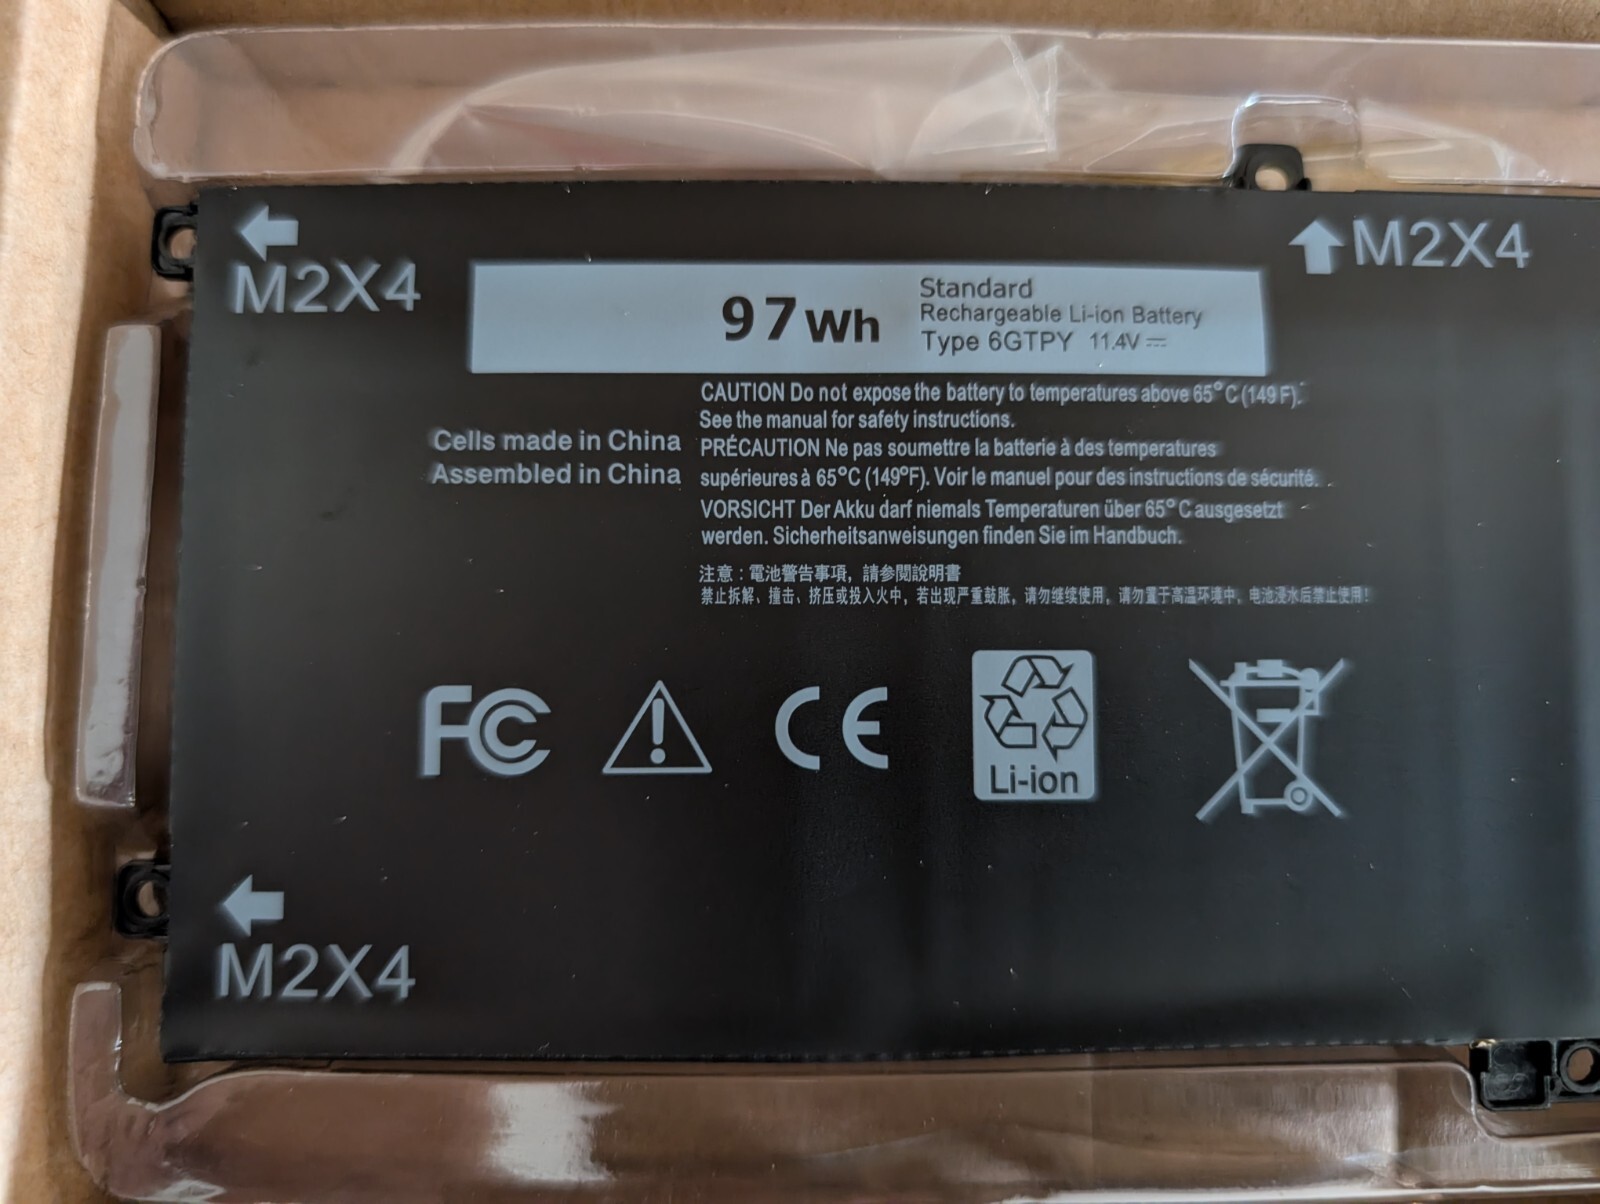 M2X4
M2X4
97Wh
Standard
Rechargeable Li-ion Battery
Type 6GTPY 11.4V
CAUTION Do not expose the battery to temperatures above 65°C (149 F).
See the manual for safety instructions.
Cells made in China
Assembled in China
PRÉCAUTION Ne pas soumettre la batterie à des temperatures
supérieures à 65°C (149°F). Voir le manuel pour des instructions de sécurité.
VORSICHT Der Akku darf niemals Temperaturen über 65°C ausgesetzt
werden. Sicherheitsanweisungen finden Sie im Handbuch.
注意：電池警告事項，請参閱說明書
禁止拆解、撞击、挤压或投入火中，若出现严重鼓胀，请勿继续使用，请勿置于高温环境中，电池浸水后禁止使用！
FC
CE
Li-ion
M2X4